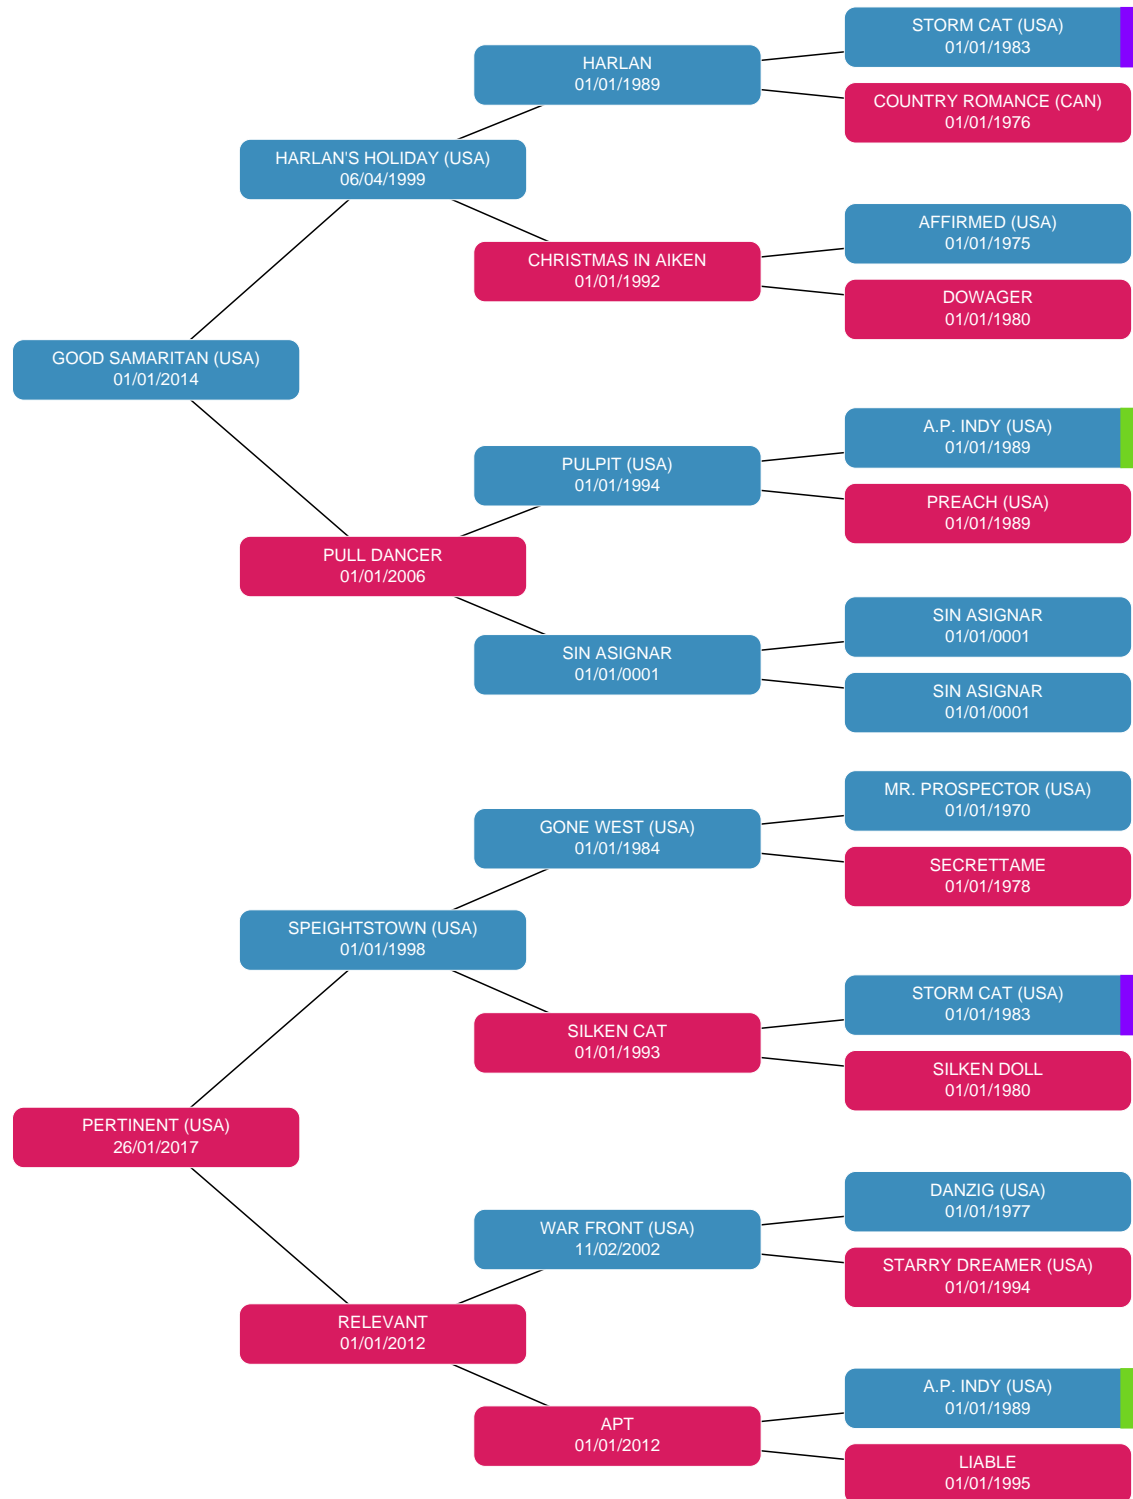 STORM CAT (USA)
01/01/1983
HARLAN
01/01/1989
COUNTRY ROMANCE (CAN)
01/01/1976
HARLAN'S HOLIDAY (USA)
06/04/1999
AFFIRMED (USA)
01/01/1975
CHRISTMAS IN AIKEN
01/01/1992
DOWAGER
01/01/1980
GOOD SAMARITAN (USA)
01/01/2014
A.P. INDY (USA)
01/01/1989
PULPIT (USA)
01/01/1994
PREACH (USA)
01/01/1989
PULL DANCER
01/01/2006
SIN ASIGNAR
01/01/0001
SIN ASIGNAR
01/01/0001
SIN ASIGNAR
01/01/0001
MR. PROSPECTOR (USA)
01/01/1970
GONE WEST (USA)
01/01/1984
SECRETTAME
01/01/1978
SPEIGHTSTOWN (USA)
01/01/1998
STORM CAT (USA)
01/01/1983
SILKEN CAT
01/01/1993
SILKEN DOLL
01/01/1980
PERTINENT (USA)
26/01/2017
DANZIG (USA)
01/01/1977
WAR FRONT (USA)
11/02/2002
STARRY DREAMER (USA)
01/01/1994
RELEVANT
01/01/2012
A.P. INDY (USA)
01/01/1989
APT
01/01/2012
LIABLE
01/01/1995